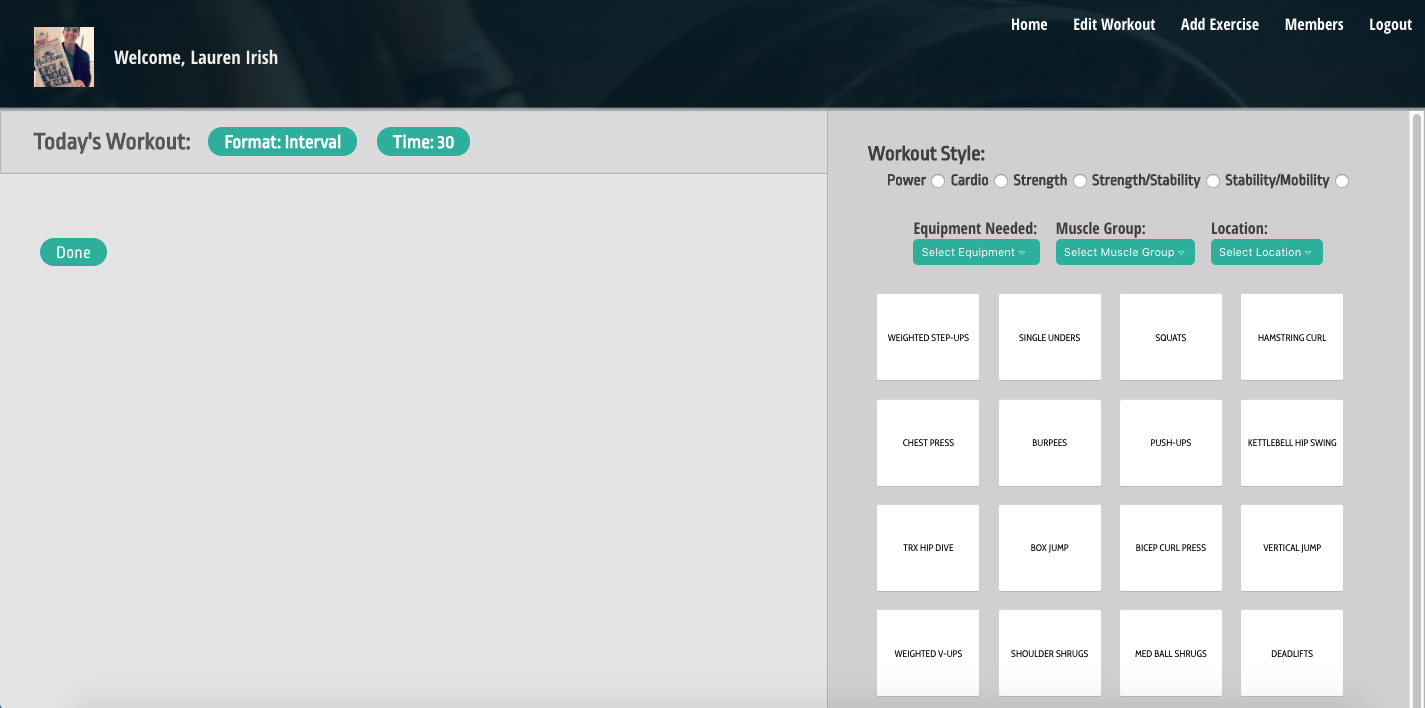 Home Edit Workout Add Exercise Members Logout
Welcome, Lauren Irish
Today's Workout: Format: Interval Time: 30
Done
Workout Style:
Power Cardio Strength Strength/Stability Stability/Mobility
Equipment Needed: Muscle Group: Location:
Select Equipment Select Muscle Group Select Location
WEIGHTED STEP-UPS SINGLE UNDERS SQUATS HAMSTRING CURL
CHEST PRESS BURPEES PUSH-UPS KETTLEBELL HIP SWING
TRX HIP DIVE BOX JUMP BICEP CURL PRESS VERTICAL JUMP
WEIGHTED V-UPS SHOULDER SHRUGS MED BALL SHRUGS DEADLIFTS